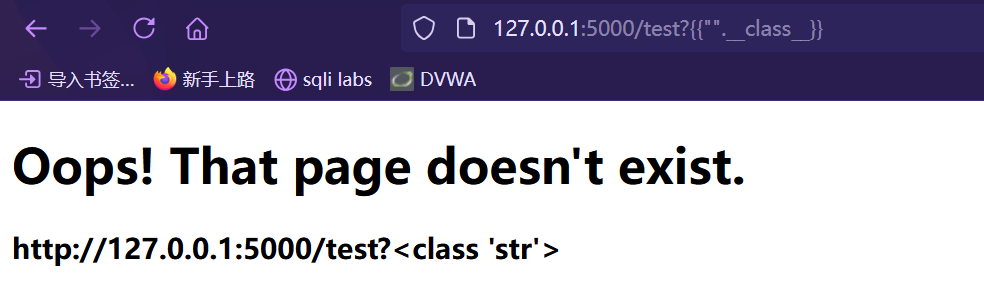 127.0.0.1:5000/test?{{"".__class__}}
导入书签... 新手上路 sqli labs DVWA
Oops! That page doesn't exist.
http://127.0.0.1:5000/test?<class 'str'>